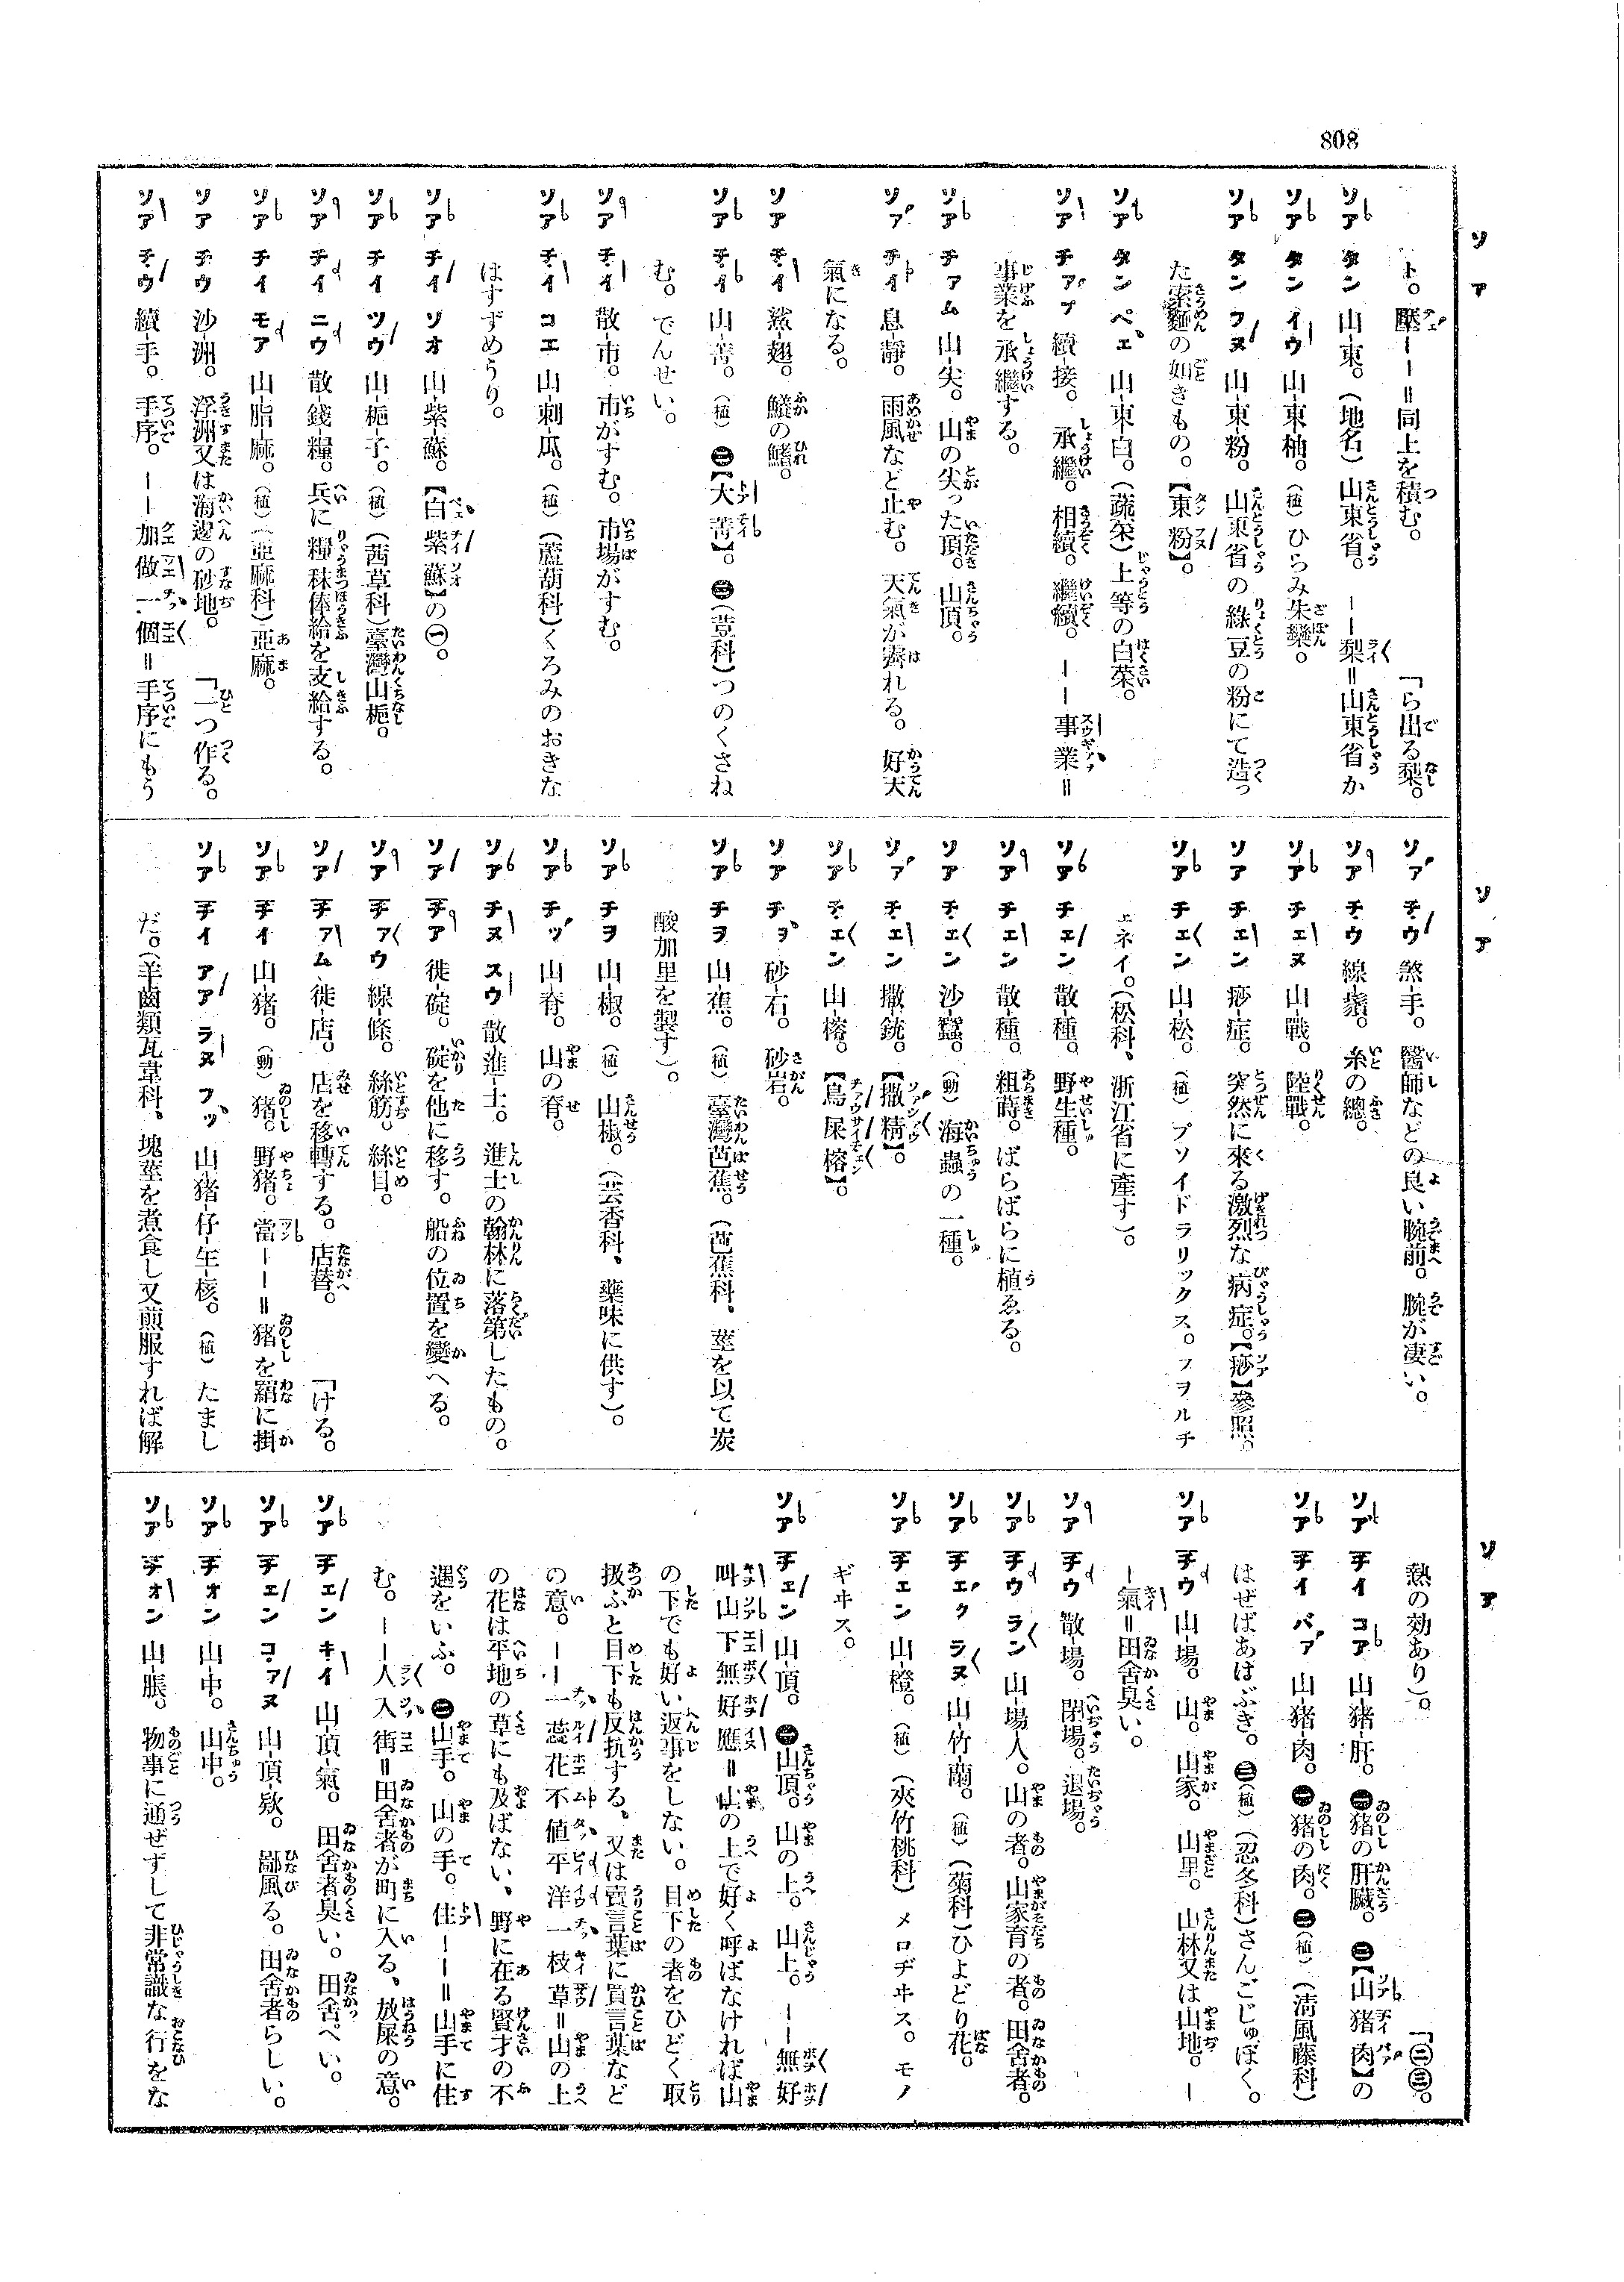 808
ソア
ト。壓──＝同上を積む。 「ら出る梨。
ソア タン 山-東。（地名）山東省。──梨＝山東省か
ソア タン イウ 山-東-柚。（植）ひらみ朱欒。
ソア タン フヌ 山-東-粉。山東省の綠豆の粉にて造っ
た索麵の如きもの。【東粉】。
ソア タン ペェ 山-東-白。（蔬菜）上等の白菜。
ソア チァプ 續-接。承繼。相續。繼續。──事業＝
事業を承繼する。
ソア チァム 山-尖。山の尖った頂。山頂。
ソァ チイ 息-靜。雨風など止む。天氣が霽れる。好天
氣になる。
ソア チイ 鯊-翅。鱶の鰭。
ソア チイ 山-薺。（植）㊁【大薺】。㊂（荳科）つのくさね
む。でんせい。
ソア チイ 散-市。市がすむ。市場がすむ。
ソア チイ コエ 山-刺-瓜。（植）（葫蘆科）くろみのおきな
はすずめうり。
ソア チイ ソオ 山-紫-蘇。【白紫蘇】の㊀。
ソア チイ ツウ 山-梔-子。（植）（茜草科）臺灣山梔。
ソア チイ ニウ 散-錢-糧。兵に糧秣俸給を支給する。
ソア チイ モア 山-脂-麻。（植）（亞麻科）亞麻。
ソア チウ 沙-洲。浮洲又は海邊の砂地。 「一つ作る。
ソア チウ 續-手。手序。──加做一個＝手序にもう
ソア
ソァ チウ 煞-手。醫師などの良い腕前。腕が凄い。
ソア チウ 線-鬚。糸の總。
ソア チェヌ 山-戰。陸戰。
ソア チェン 痧-症。突然に來る激烈な病症。【痧】參照。
ソア チェン 山-松。（植）プソイドラリックス。フヲルチ
ェネイ。（松科、浙江省に產す）。
ソア チェン 散-種。野生種。
ソア チェン 散-種。粗蒔。ばらばらに植ゑる。
ソア チェン 沙-蠶。（動）海蟲の一種。
ソァ チェン 撒-銃。【撒精】。
ソア チェン 山-榕。【鳥屎榕】。
ソア チヲ 砂-石。砂岩。
ソア チヲ 山-蕉。（植）臺灣芭蕉。（芭蕉科、莖を以て炭
酸加里を製す）。
ソア チヲ 山-椒。（植）山椒。（芸香科、藥味に供す）。
ソア チッ 山-脊。山の脊。
ソア チヌ スウ 散進-士。進士の翰林に落第したもの。
ソア チア 徙-碇。碇を他に移す。船の位置を變へる。
ソア チァウ 線-條。絲筋。絲目。
ソア チァム 徙-店。店を移轉する。店替。 「ける。
ソア チイ 山-猪。（動）猪。野猪。當──＝猪を羂に掛
ソア チイ アア ラヌ フッ 山-猪-仔-生-核。（植）たまし
だ。（羊齒類瓦韋科、塊莖を煮食し又煎服すれば解
ソア
熱の効あり）。 「㊁㊂。
ソア チイ コア 山-猪-肝。㊀猪の肝臟。㊁【山猪肉】の
ソア チイ バァ 山-猪-肉。㊀猪の肉。㊁（植）（淸風藤科）
はぜばあはぶき。㊂（植）（忍冬科）さんごじゅぼく。
ソア チウ 山-場。山。山家。山里。山林又は山地。─
─氣＝田舍臭い。
ソア チウ 散-場。閉場。退場。
ソア チウ ラン 山-場-人。山の者。山家育の者。田舍者。
ソア チェク ラヌ 山-竹-蘭。（植）（菊科）ひよどり花。
ソア チェン 山-橙。（植）（夾竹桃科）メロヂヰス。モノ
ギヰス。
ソア チェン 山-頂。㊀山頂。山の上。山上。──無好
叫山下無好應＝山の上で好く呼ばなければ山
の下でも好い返事をしない。目下の者をひどく取
扱ふと目下も反抗する。又は賣言葉に買言葉など
の意。──一蕊花不値平洋一枝草＝山の上
の花は平地の草にも及ばない、野に在る賢才の不
遇をいふ。㊁山手。山の手。住──＝山手に住
む。──人入街＝田舍者が町に入る、放尿の意。
ソア チェン キイ 山-頂-氣。田舍者臭い。田舍ぺい。
ソア チェン コァヌ 山-頂-欵。鄙風る。田舍者らしい。
ソア チォン 山-中。山中。
ソア チォン 山-脹。物事に通ぜずして非常識な行をな